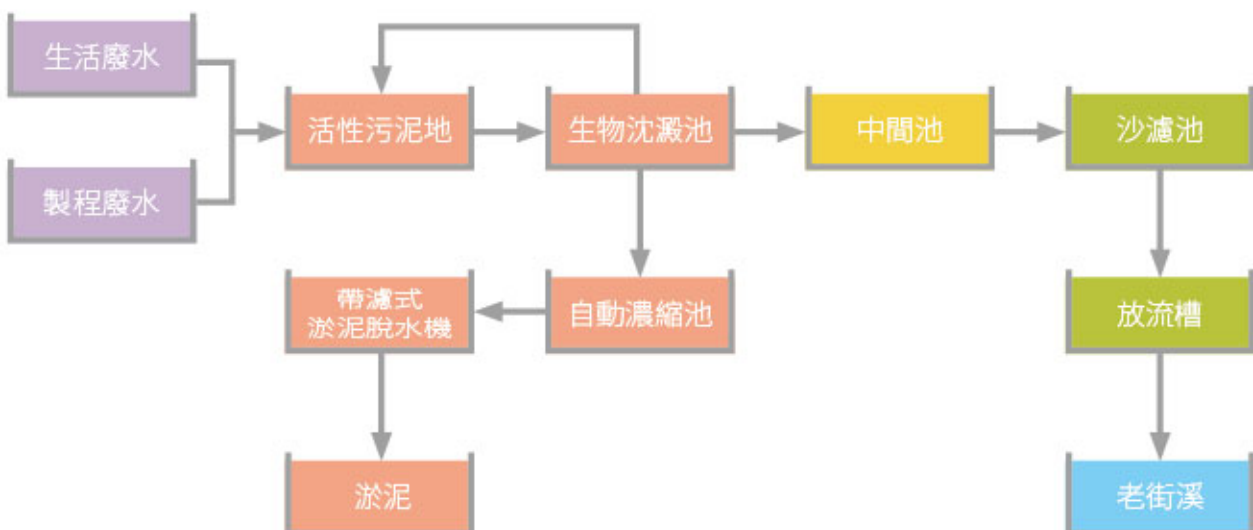 生活廢水
製程廢水
活性污泥地
生物沈澱池
中間池
沙濾池
帶濾式
淤泥脫水機
自動濃縮池
放流槽
淤泥
老街溪